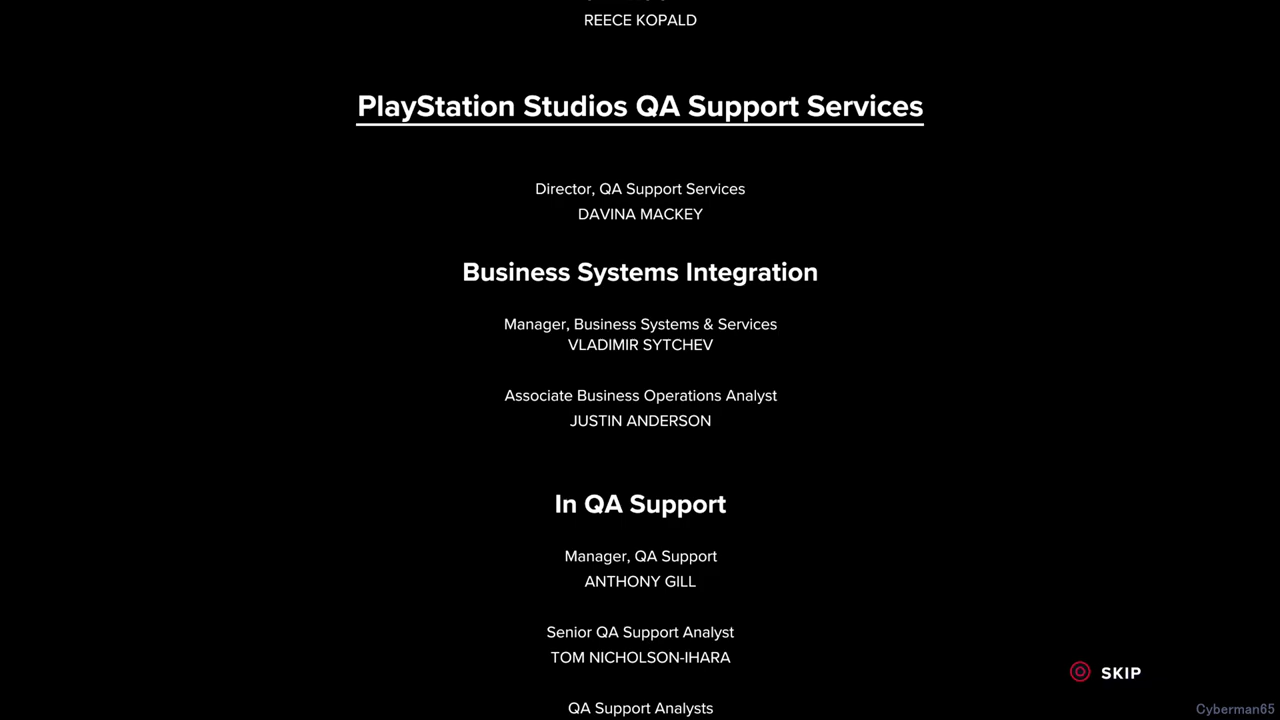 REECE KOPALD
PlayStation Studios QA Support Services
Director, QA Support Services
DAVINA MACKEY
Business Systems Integration
Manager, Business Systems & Services
VLADIMIR SYTCHEV
Associate Business Operations Analyst
JUSTIN ANDERSON
In QA Support
Manager, QA Support
ANTHONY GILL
Senior QA Support Analyst
TOM NICHOLSON-IHARA
SKIP
QA Support Analysts
Cyberman65